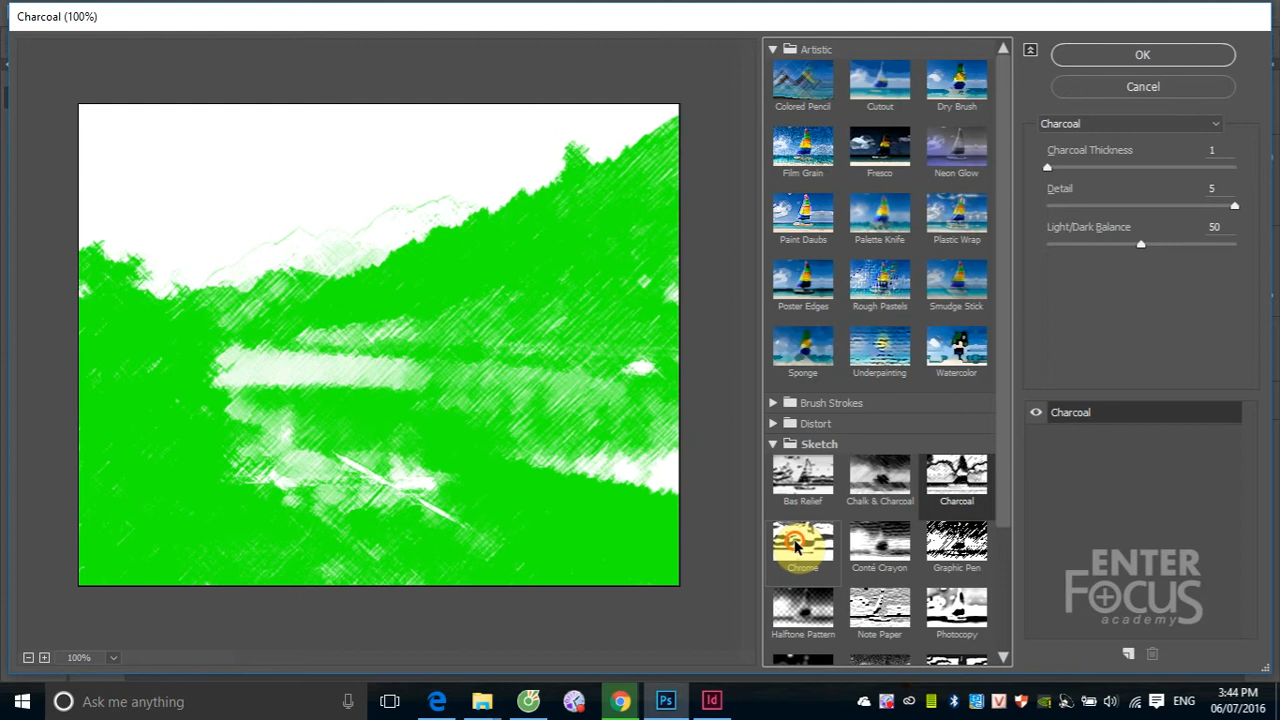 Charcoal (100%)
Artistic
Colored Pencil
Cutout
Dry Brush
Film Grain
Fresco
Neon Glow
Paint Daubs
Palette Knife
Plastic Wrap
Poster Edges
Rough Pastels
Smudge Stick
Sponge
Underpainting
Watercolor
Brush Strokes
Distort
Sketch
Bas Relief
Chalk & Charcoal
Charcoal
Chrome
Conté Crayon
Graphic Pen
Halftone Pattern
Note Paper
Photocopy
OK
Cancel
Charcoal
Charcoal Thickness 1
Detail 5
Light/Dark Balance 50
Charcoal
ENTER
FOCUS
academy
100%
Ask me anything
Ps
Id
ENG
3:44 PM
06/07/2016